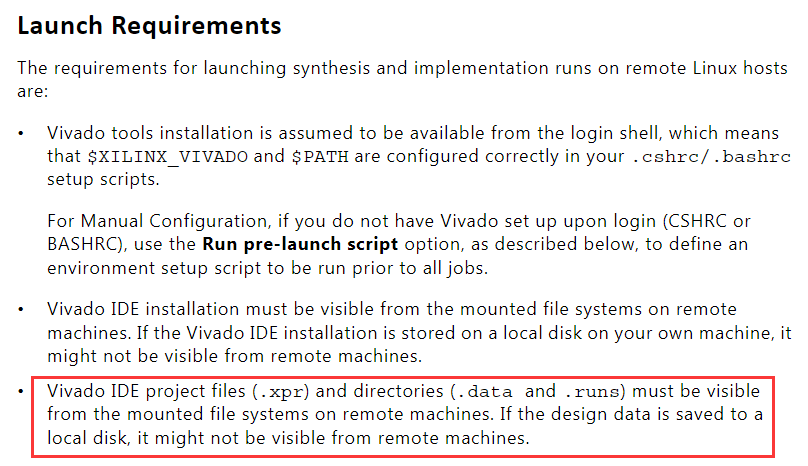 Launch Requirements
The requirements for launching synthesis and implementation runs on remote Linux hosts
are:
• Vivado tools installation is assumed to be available from the login shell, which means
that $XILINX_VIVADO and $PATH are configured correctly in your .cshrc/.bashrc
setup scripts.
For Manual Configuration, if you do not have Vivado set up upon login (CSHRC or
BASHRC), use the Run pre-launch script option, as described below, to define an
environment setup script to be run prior to all jobs.
• Vivado IDE installation must be visible from the mounted file systems on remote
machines. If the Vivado IDE installation is stored on a local disk on your own machine, it
might not be visible from remote machines.
• Vivado IDE project files (.xpr) and directories (.data and .runs) must be visible
from the mounted file systems on remote machines. If the design data is saved to a
local disk, it might not be visible from remote machines.